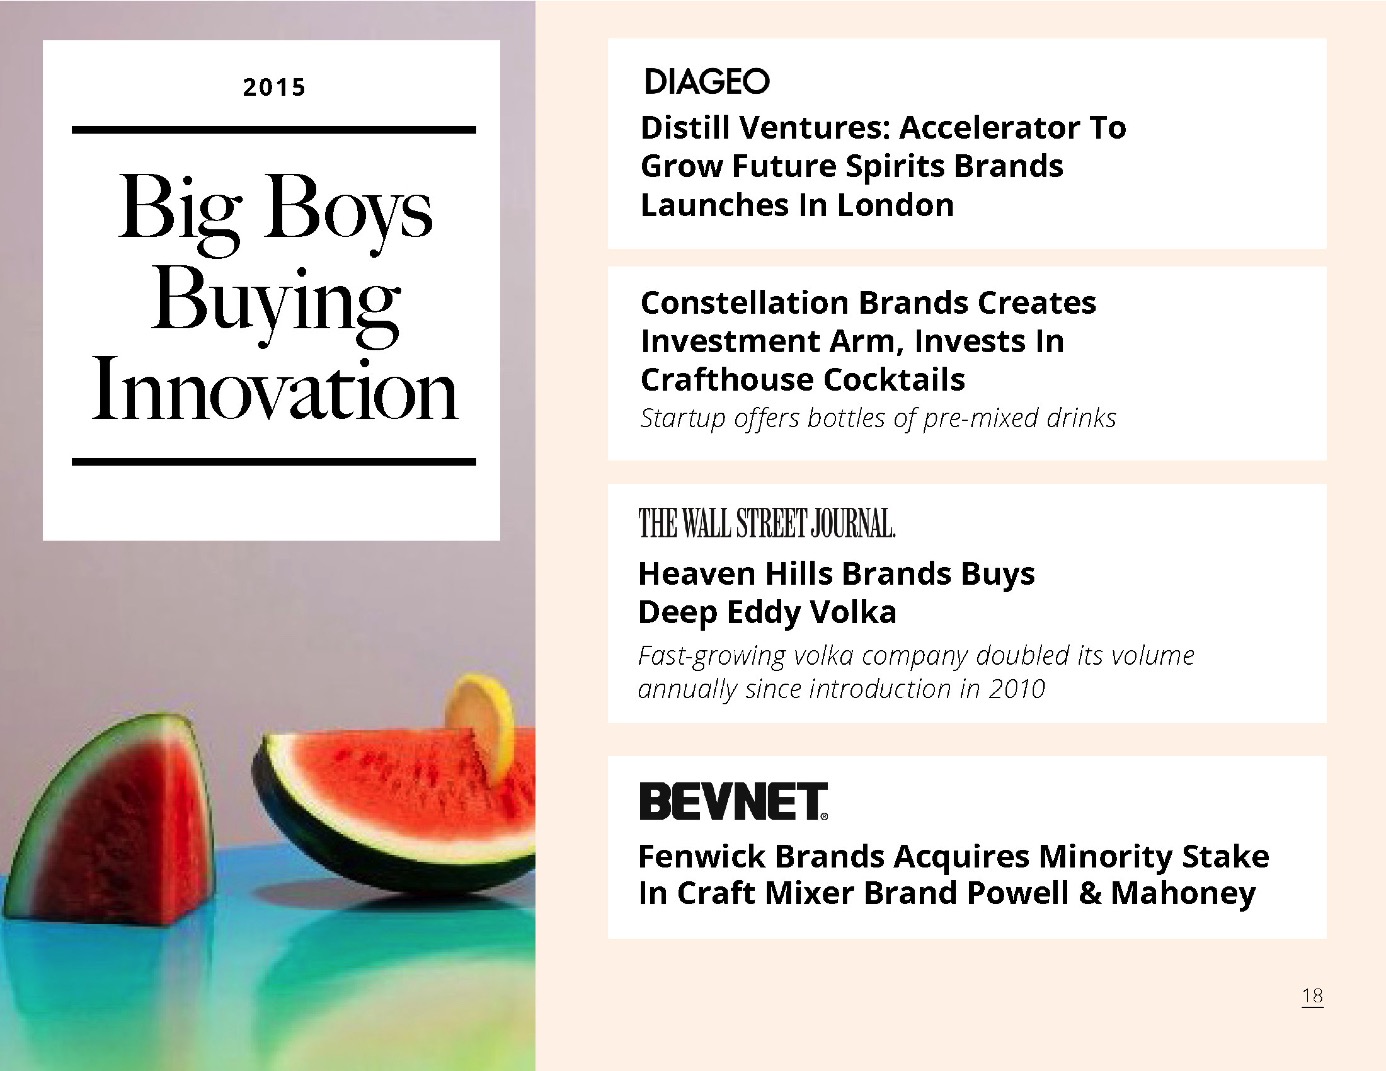 2015
Big Boys
Buying
Innovation
DIAGEO
Distill Ventures: Accelerator To
Grow Future Spirits Brands
Launches In London
Constellation Brands Creates
Investment Arm, Invests In
Crafthouse Cocktails
Startup offers bottles of pre-mixed drinks
THE WALL STREET JOURNAL.
Heaven Hills Brands Buys
Deep Eddy Volka
Fast-growing volka company doubled its volume
annually since introduction in 2010
BEVNET®
Fenwick Brands Acquires Minority Stake
In Craft Mixer Brand Powell & Mahoney
18